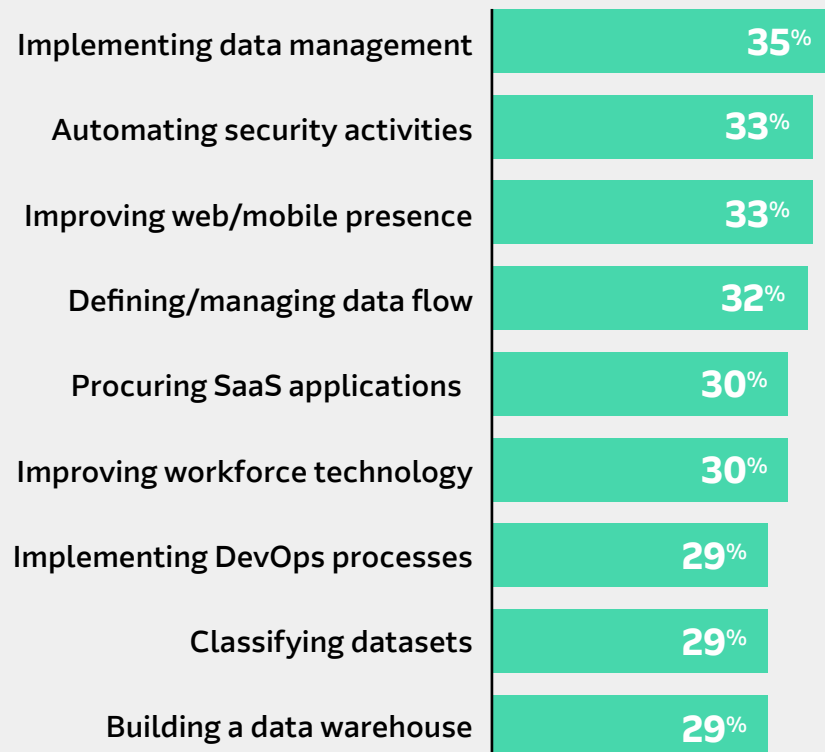 Implementing data management 35%
Automating security activities 33%
Improving web/mobile presence 33%
Defining/managing data flow 32%
Procuring SaaS applications 30%
Improving workforce technology 30%
Implementing DevOps processes 29%
Classifying datasets 29%
Building a data warehouse 29%